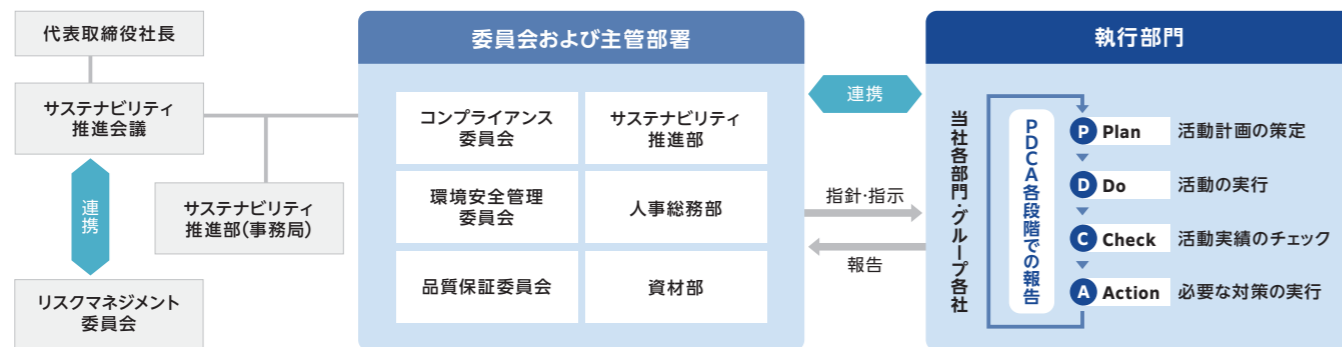 代表取締役社長
サステナビリティ
推進会議
連携
サステナビリティ
推進部(事務局)
リスクマネジメント
委員会
委員会および主管部署
コンプライアンス
委員会
サステナビリティ
推進部
環境安全管理
委員会
人事総務部
品質保証委員会
資材部
連携
指針・指示
報告
執行部門
当社各部門・グループ各社
PDCA各段階での報告
P Plan 活動計画の策定
D Do 活動の実行
C Check 活動実績のチェック
A Action 必要な対策の実行